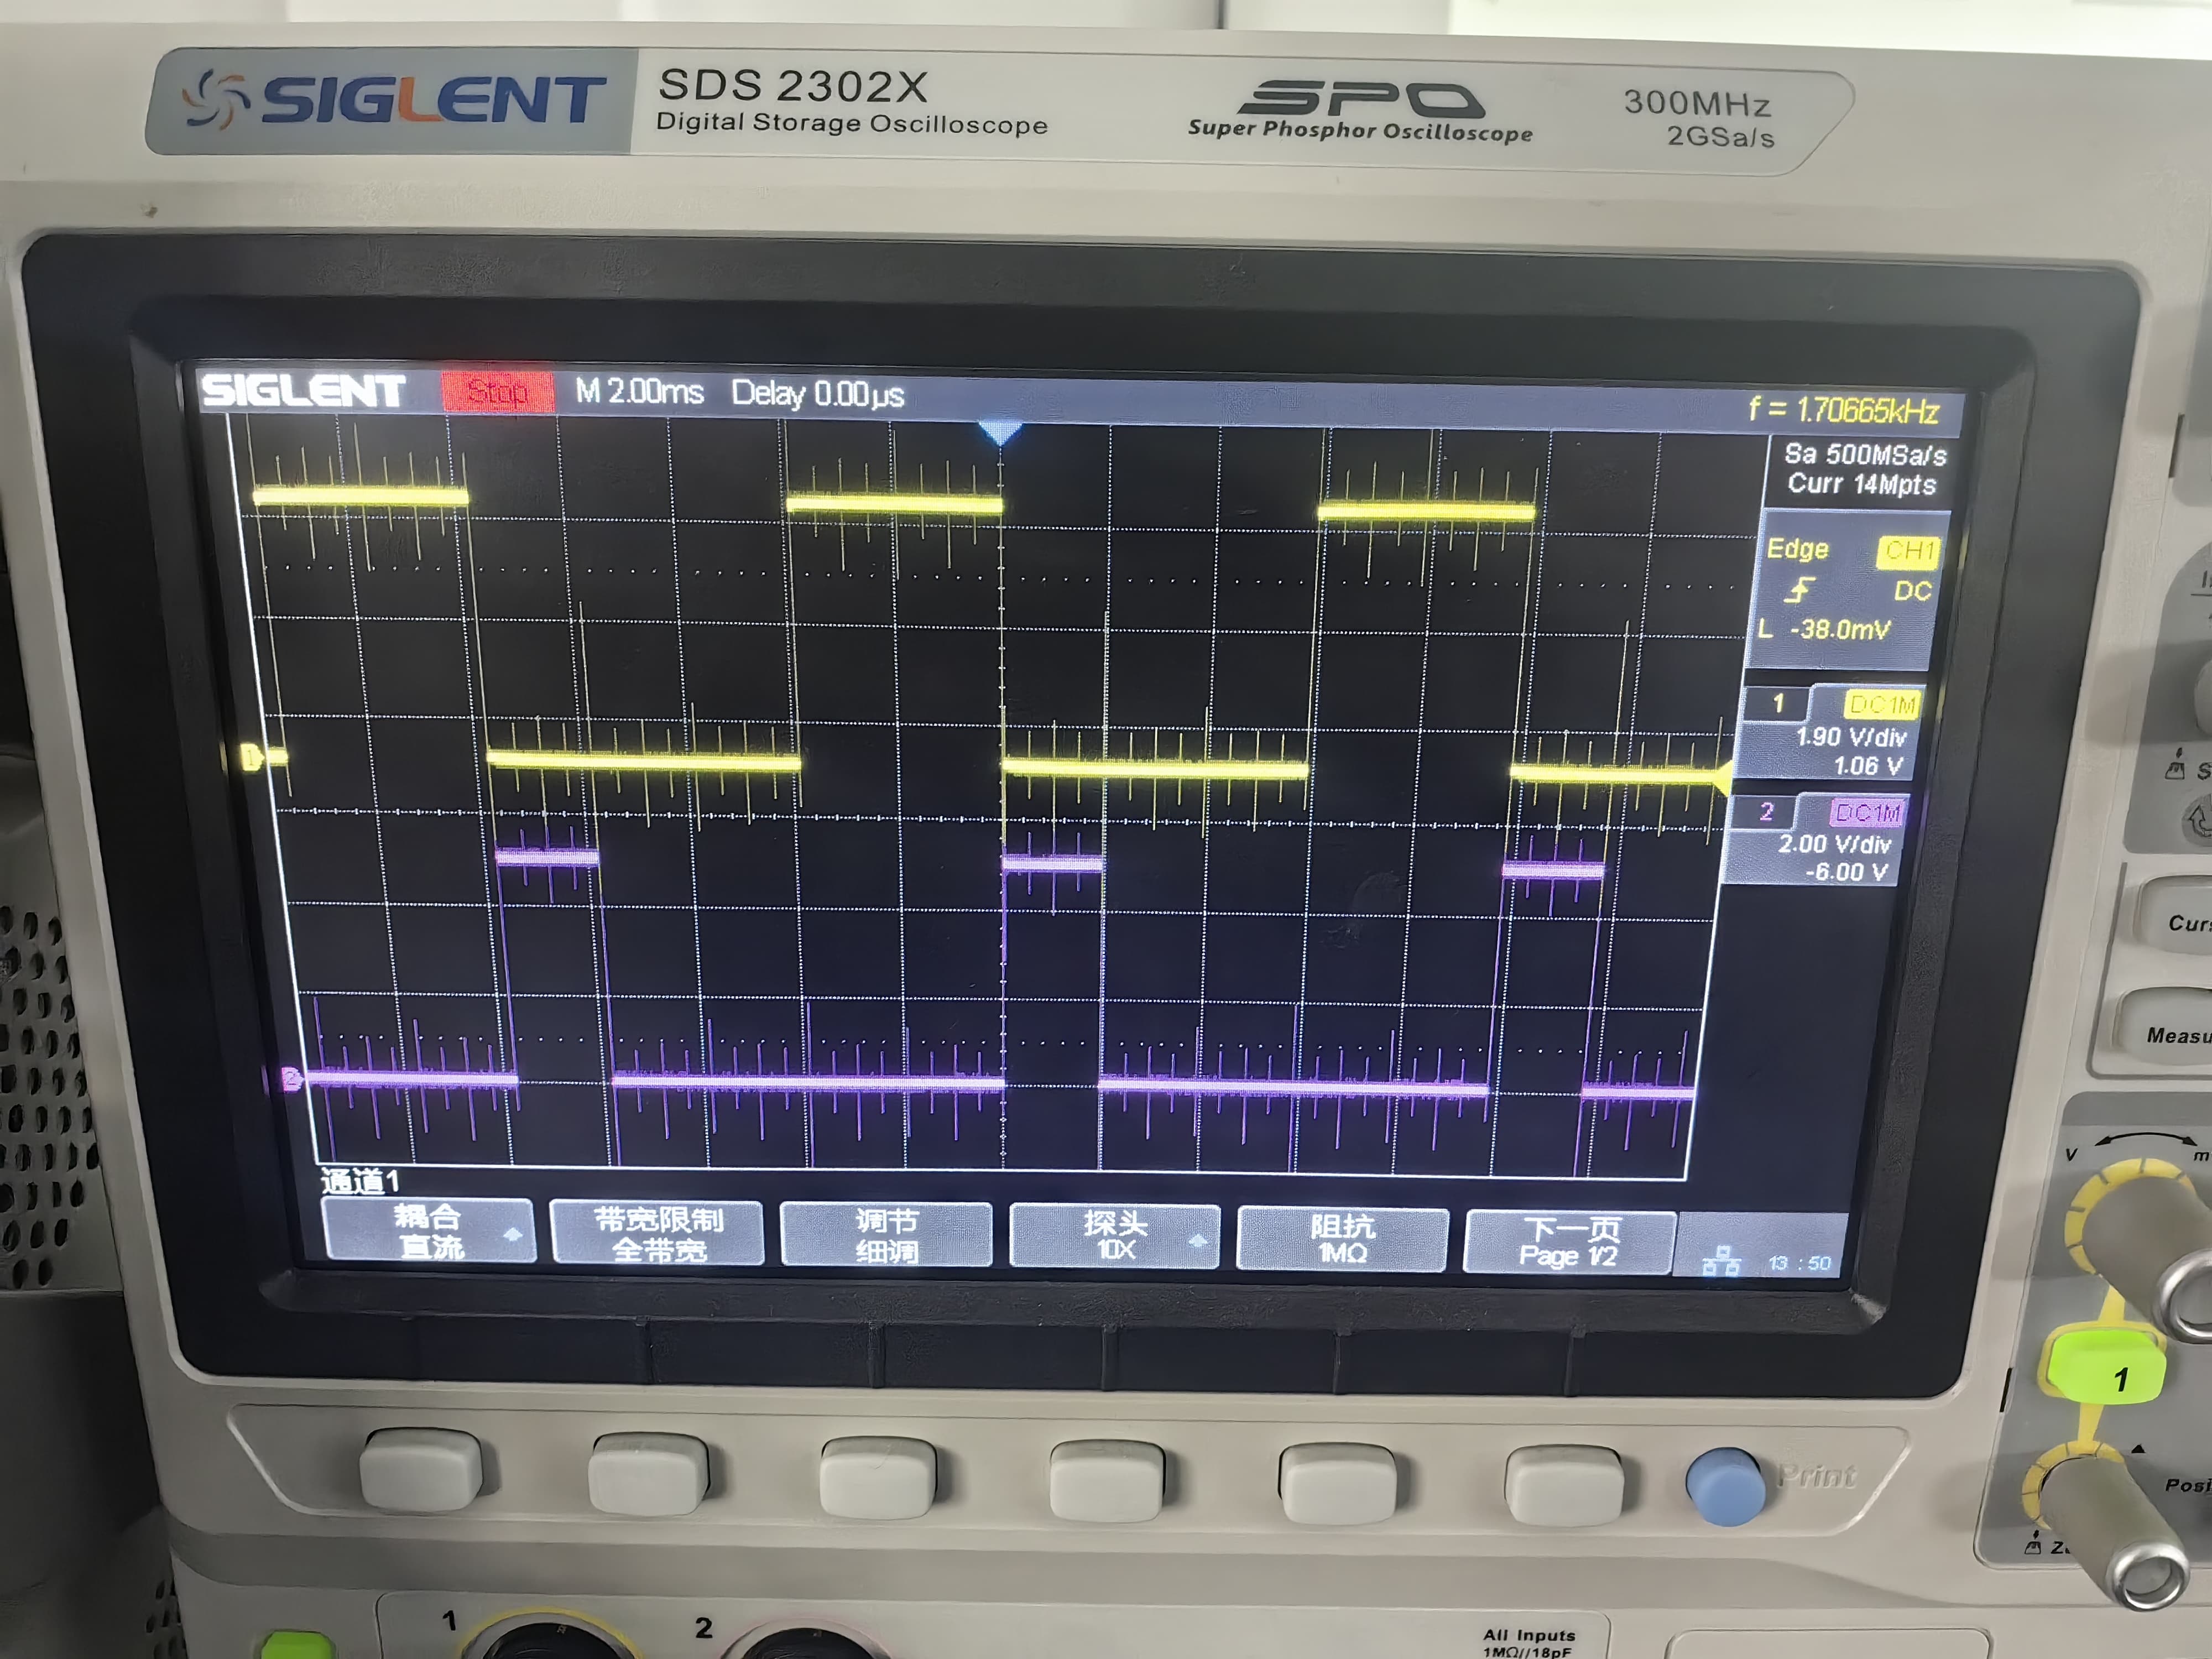 SIGLENT
SDS 2302X
Digital Storage Oscilloscope
SPO
Super Phosphor Oscilloscope
300MHz
2GSa/s
SIGLENT Stop M 2.00ms Delay 0.00µs
f = 1.70665kHz
Sa 500MSa/s
Curr 14Mpts
Edge CH1
DC
L -38.0mV
1 DC1M
1.90 V/div
1.06 V
2 DC1M
2.00 V/div
-6.00 V
1
2
通道1
耦合
直流
带宽限制
全带宽
调节
细调
探头
10X
阻抗
1MΩ
下一页
Page 1/2
13 : 50
Print
V
1
1
2
All Inputs
1MΩ//18pF